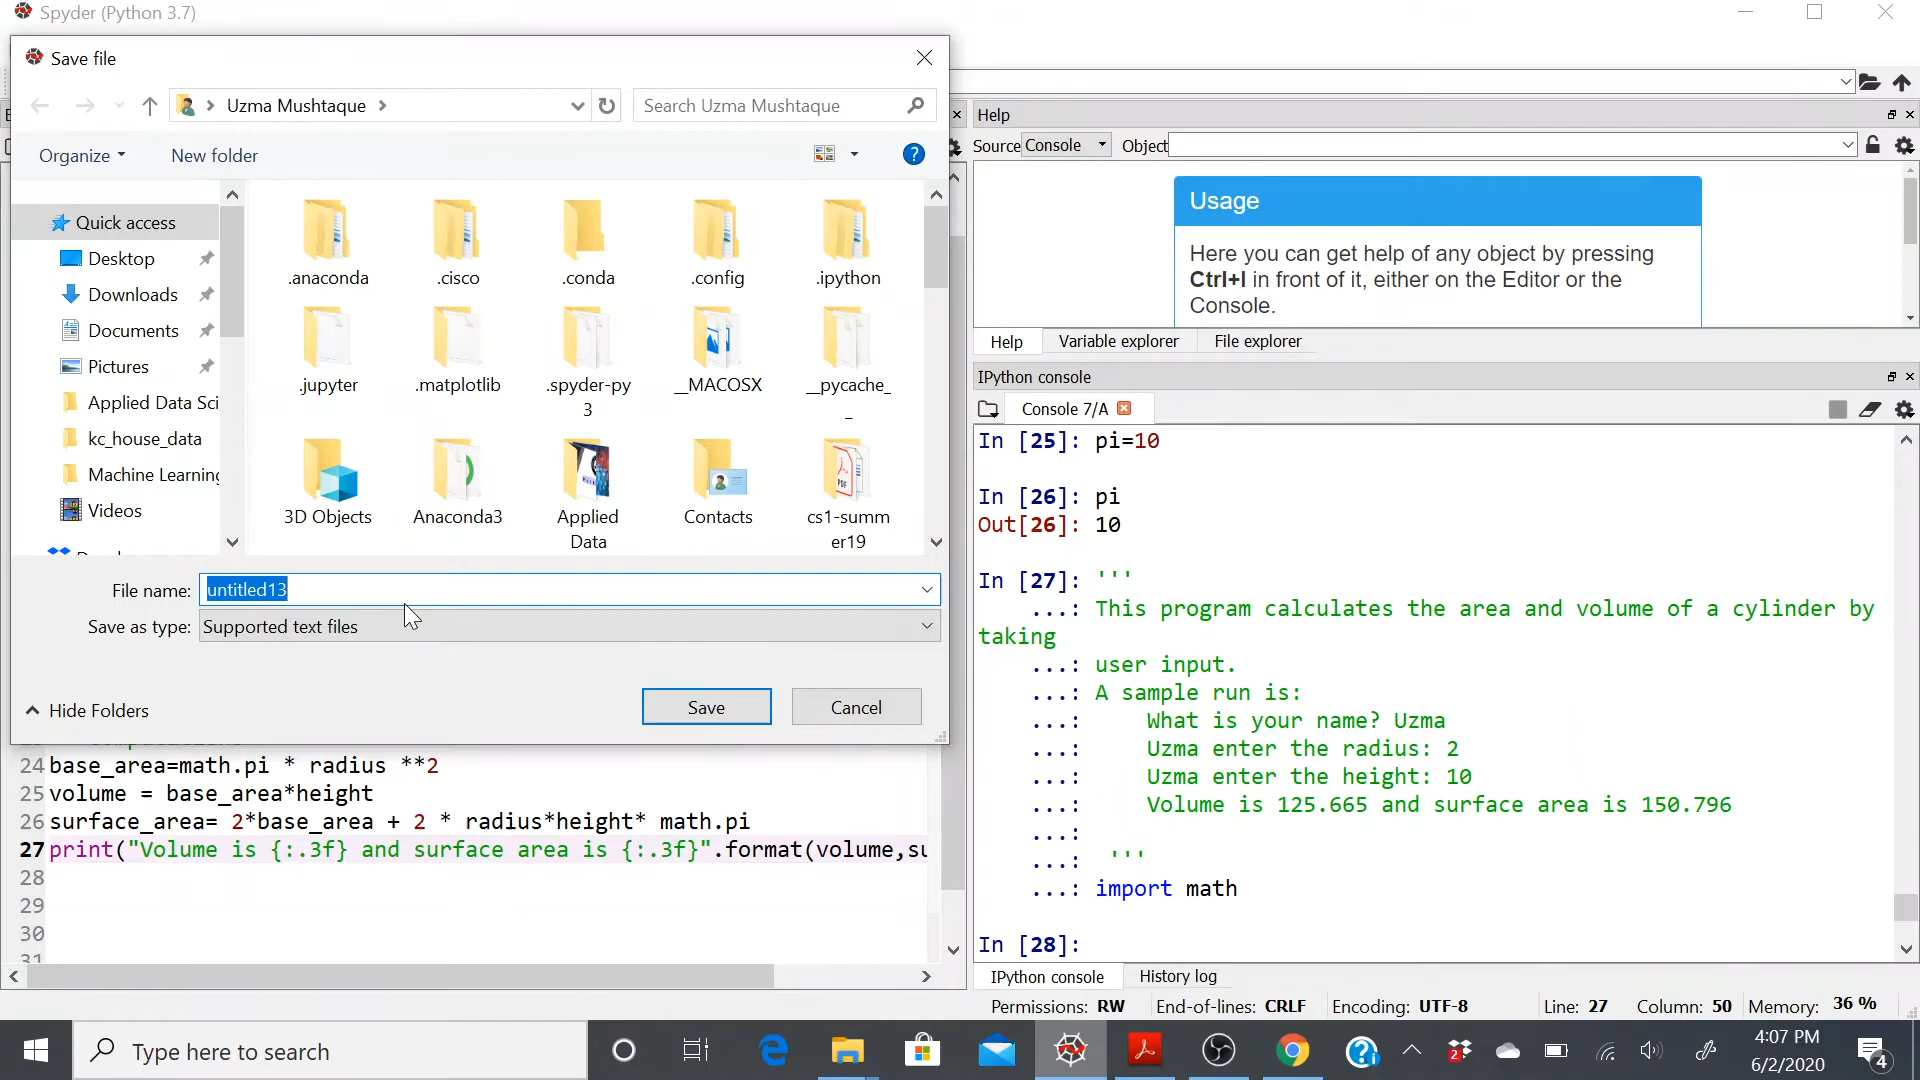 Spyder (Python 3.7)
Save file
Uzma Mushtaque
Search Uzma Mushtaque
Organize
New folder
Quick access
Desktop
Downloads
Documents
Pictures
Applied Data Sci
kc_house_data
Machine Learning
Videos
.anaconda
.cisco
.conda
.config
.ipython
.jupyter
.matplotlib
.spyder-py
3
__MACOSX
__pycache_
_
3D Objects
Anaconda3
Applied
Data
Contacts
cs1-summ
er19
File name: untitled13
Save as type: Supported text files
Hide Folders
Save
Cancel
24 base_area=math.pi * radius **2
25 volume = base_area*height
26 surface_area= 2*base_area + 2 * radius*height* math.pi
27 print("Volume is {:.3f} and surface area is {:.3f}".format(volume,su
28
29
30
31
Help
Source Console Object
Usage
Here you can get help of any object by pressing
Ctrl+I in front of it, either on the Editor or the
Console.
Help Variable explorer File explorer
IPython console
Console 7/A
In [25]: pi=10
In [26]: pi
Out[26]: 10
In [27]: '''
...: This program calculates the area and volume of a cylinder by
taking
...: user input.
...: A sample run is:
...: What is your name? Uzma
...: Uzma enter the radius: 2
...: Uzma enter the height: 10
...: Volume is 125.665 and surface area is 150.796
...:
...: '''
...: import math
In [28]:
IPython console History log
Permissions: RW End-of-lines: CRLF Encoding: UTF-8 Line: 27 Column: 50 Memory: 36 %
Type here to search
2
4:07 PM
6/2/2020
4